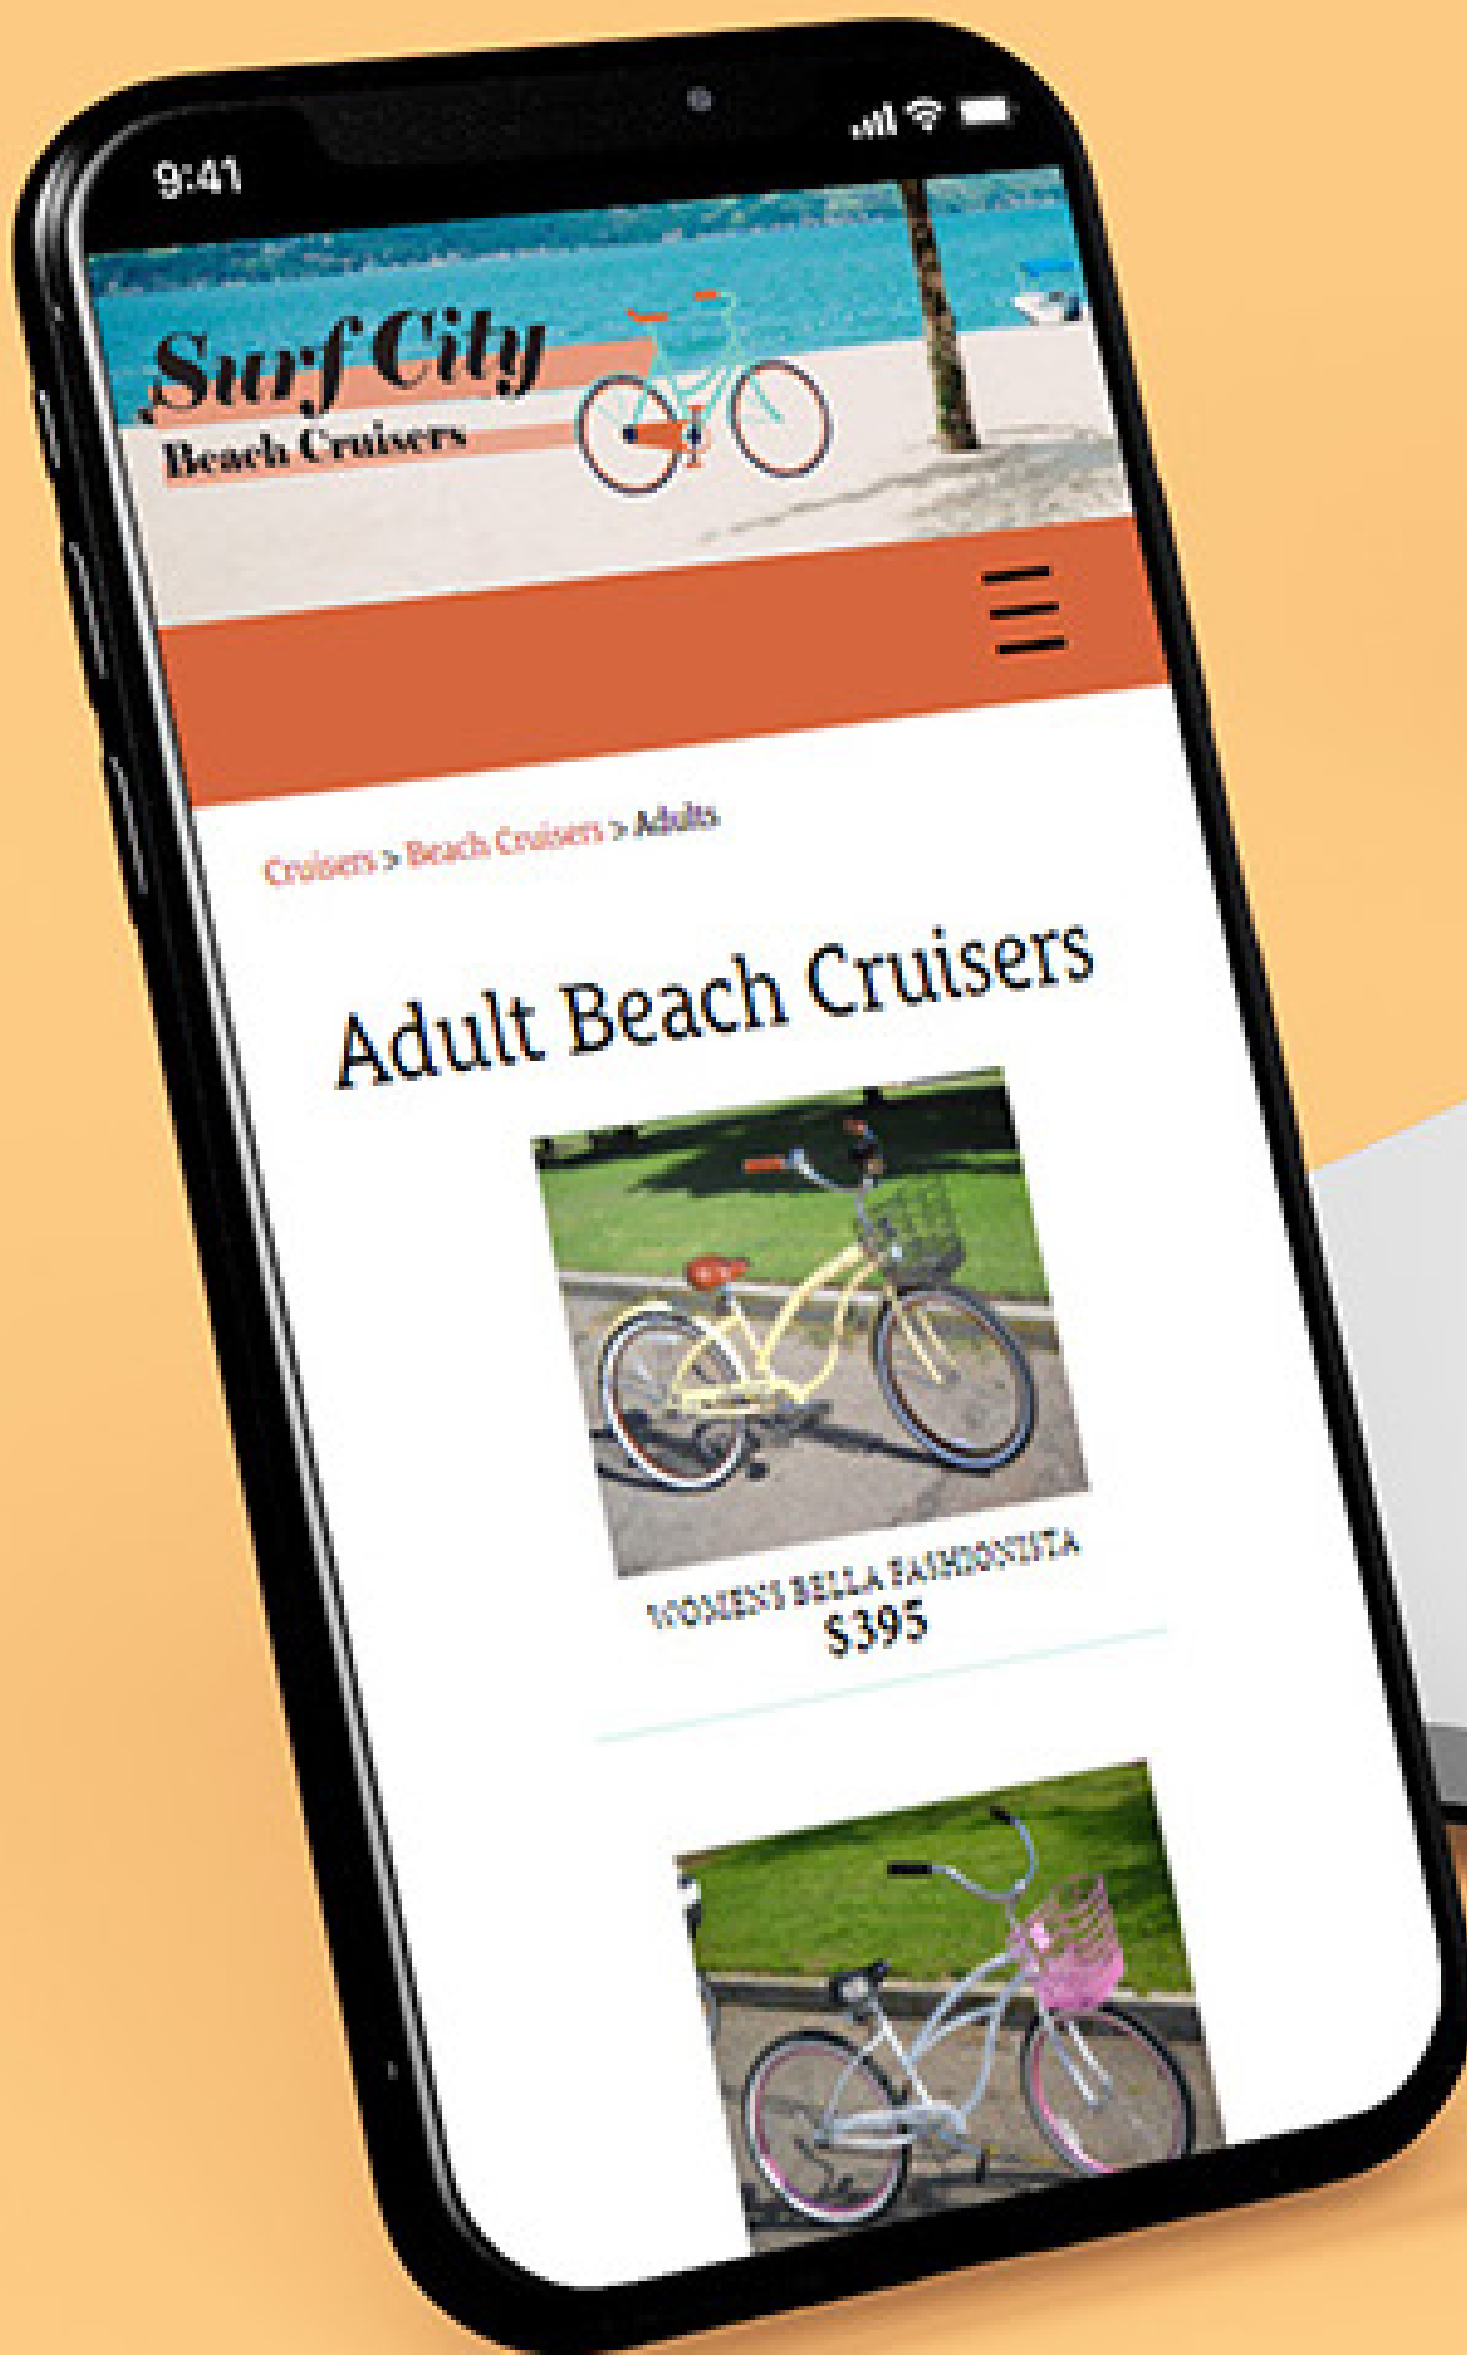 9:41
Surf City
Beach Cruisers
Cruisers > Beach Cruisers > Adults
Adult Beach Cruisers
WOMENS BELLA FASHIONISTA
$395